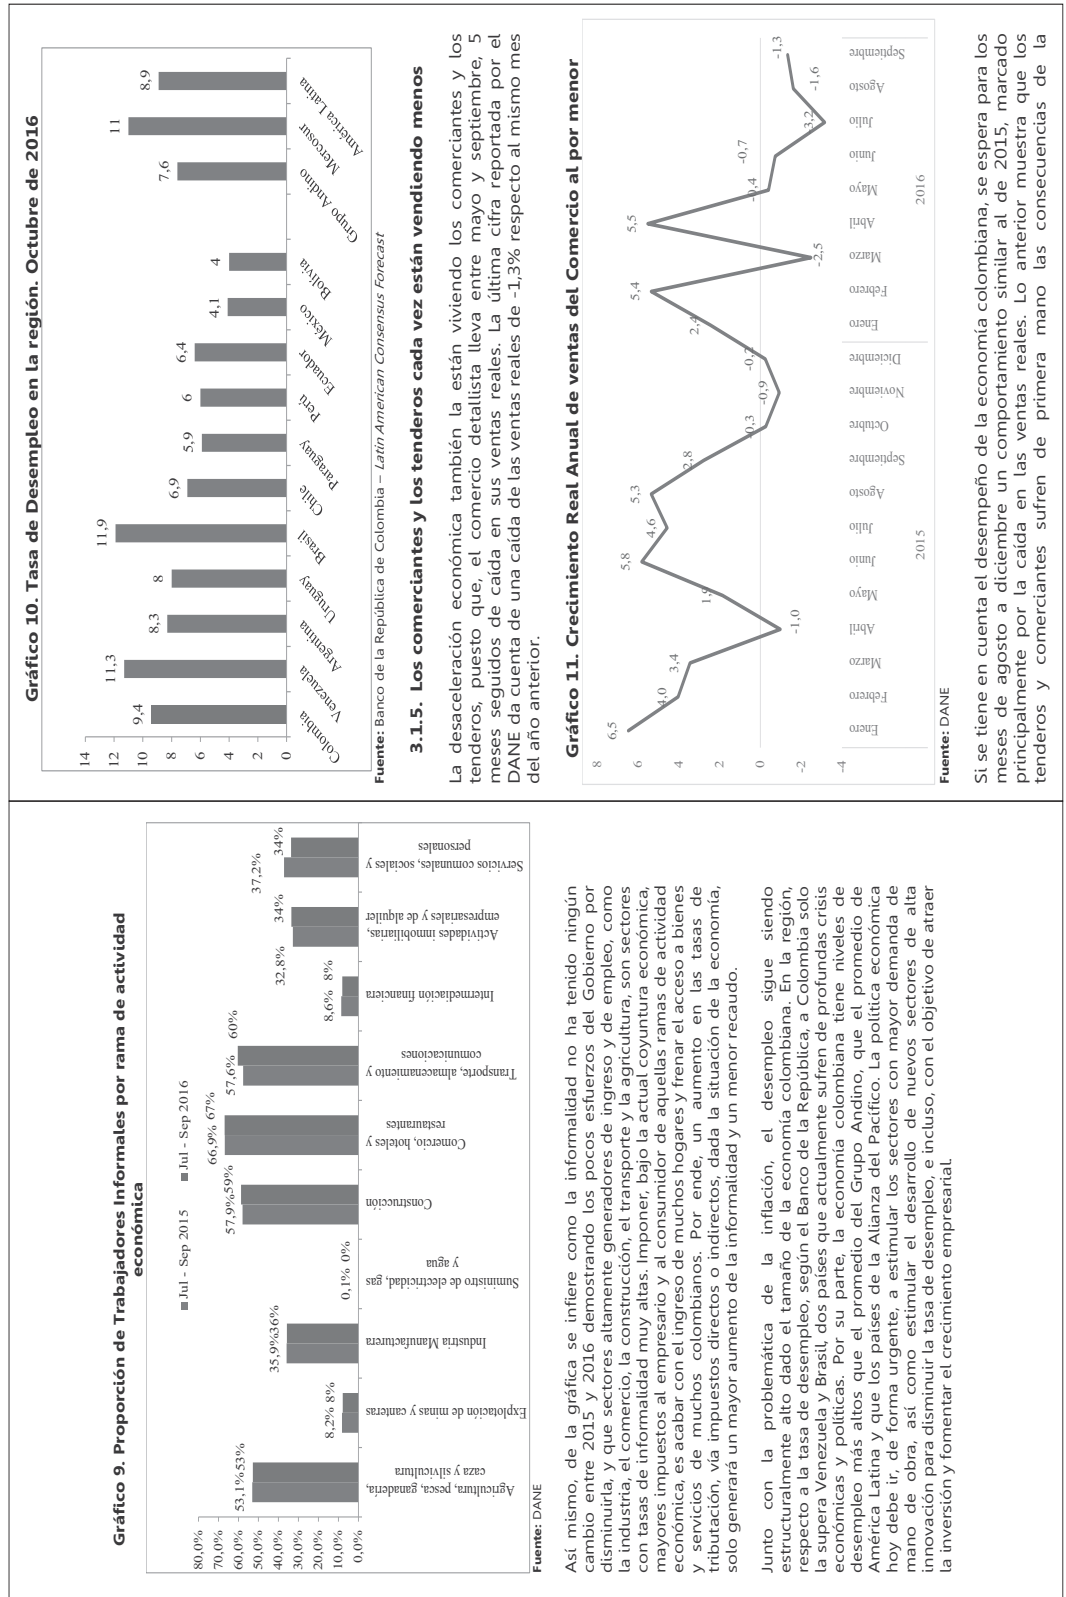 Gráfico 9. Proporción de Trabajadores Informales por rama de actividad
económica
■ Jul - Sep 2015 ■ Jul - Sep 2016
80,0%
70,0%
60,0%
50,0%
40,0%
30,0%
20,0%
10,0%
0,0%
53,1% 53%
8,2% 8%
35,9% 36%
0,1% 0%
57,9% 59%
66,9% 67%
57,6% 60%
8,6% 8%
32,8% 34%
37,2% 34%
Agricultura, pesca, ganadería,
caza y silvicultura
Explotación de minas y canteras
Industria Manufacturera
Suministro de electricidad, gas
y agua
Construcción
Comercio, hoteles y
restaurantes
Transporte, almacenamiento y
comunicaciones
Intermediación financiera
Actividades inmobiliarias,
empresariales y de alquiler
Servicios comunales, sociales y
personales
Fuente: DANE
Así mismo, de la gráfica se infiere como la informalidad no ha tenido ningún
cambio entre 2015 y 2016 demostrando los pocos esfuerzos del Gobierno por
disminuirla, y que sectores altamente generadores de ingreso y de empleo, como
la industria, el comercio, la construcción, el transporte y la agricultura, son sectores
con tasas de informalidad muy altas. Imponer, bajo la actual coyuntura económica,
mayores impuestos al empresario y al consumidor de aquellas ramas de actividad
económica, es acabar con el ingreso de muchos hogares y frenar el acceso a bienes
y servicios de muchos colombianos. Por ende, un aumento en las tasas de
tributación, vía impuestos directos o indirectos, dada la situación de la economía,
solo generará un mayor aumento de la informalidad y un menor recaudo.
Junto con la problemática de la inflación, el desempleo sigue siendo
estructuralmente alto dado el tamaño de la economía colombiana. En la región,
respecto a la tasa de desempleo, según el Banco de la República, a Colombia solo
la supera Venezuela y Brasil, dos países que actualmente sufren de profundas crisis
económicas y políticas. Por su parte, la economía colombiana tiene niveles de
desempleo más altos que el promedio del Grupo Andino, que el promedio de
América Latina y que los países de la Alianza del Pacífico. La política económica
hoy debe ir, de forma urgente, a estimular los sectores con mayor demanda de
mano de obra, así como estimular el desarrollo de nuevos sectores de alta
innovación para disminuir la tasa de desempleo, e incluso, con el objetivo de atraer
la inversión y fomentar el crecimiento empresarial.
Gráfico 10. Tasa de Desempleo en la región. Octubre de 2016
14
12
10
8
6
4
2
0
9,4
11,3
8,3
8
11,9
6,9
5,9
6
6,4
4,1
4
7,6
11
8,9
Colombia
Venezuela
Argentina
Uruguay
Brasil
Chile
Paraguay
Perú
Ecuador
México
Bolivia
Grupo Andino
Mercosur
América Latina
Fuente: Banco de la República de Colombia – Latin American Consensus Forecast
3.1.5. Los comerciantes y los tenderos cada vez están vendiendo menos
La desaceleración económica también la están viviendo los comerciantes y los
tenderos, puesto que, el comercio detallista lleva entre mayo y septiembre, 5
meses seguidos de caída en sus ventas reales. La última cifra reportada por el
DANE da cuenta de una caída de las ventas reales de -1,3% respecto al mismo mes
del año anterior.
Gráfico 11. Crecimiento Real Anual de ventas del Comercio al por menor
8
6
4
2
0
-2
-4
6,5
4,0
3,4
-1,0
1,9
5,8
4,6
5,3
2,8
-0,3
-0,9
-0,2
2,4
5,4
-2,5
5,5
-0,4
-0,7
3,2
-1,6
-1,3
Enero
Febrero
Marzo
Abril
Mayo
Junio
Julio
Agosto
Septiembre
Octubre
Noviembre
Diciembre
Enero
Febrero
Marzo
Abril
Mayo
Junio
Julio
Agosto
Septiembre
2015
2016
Fuente: DANE
Si se tiene en cuenta el desempeño de la economía colombiana, se espera para los
meses de agosto a diciembre un comportamiento similar al de 2015, marcado
principalmente por la caída en las ventas reales. Lo anterior muestra que los
tenderos y comerciantes sufren de primera mano las consecuencias de la